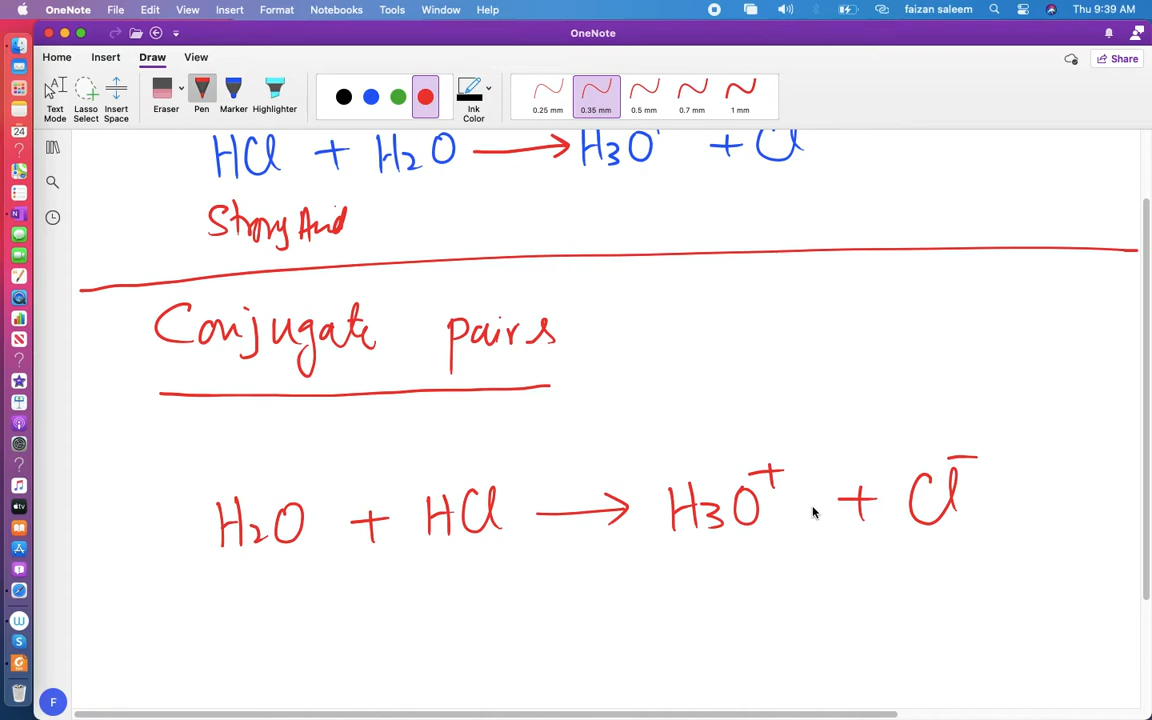 OneNote File Edit View Insert Format Notebooks Tools Window Help faizan saleem Thu 9:39 AM
OneNote
Home Insert Draw View Share
Text Mode Lasso Select Insert Space Eraser Pen Marker Highlighter Ink Color 0.25 mm 0.35 mm 0.5 mm 0.7 mm 1 mm
HCl + H2O → H3O+ + Cl
Strong Acid
Conjugate pairs
H2O + HCl → H3O+ + Cl-
F